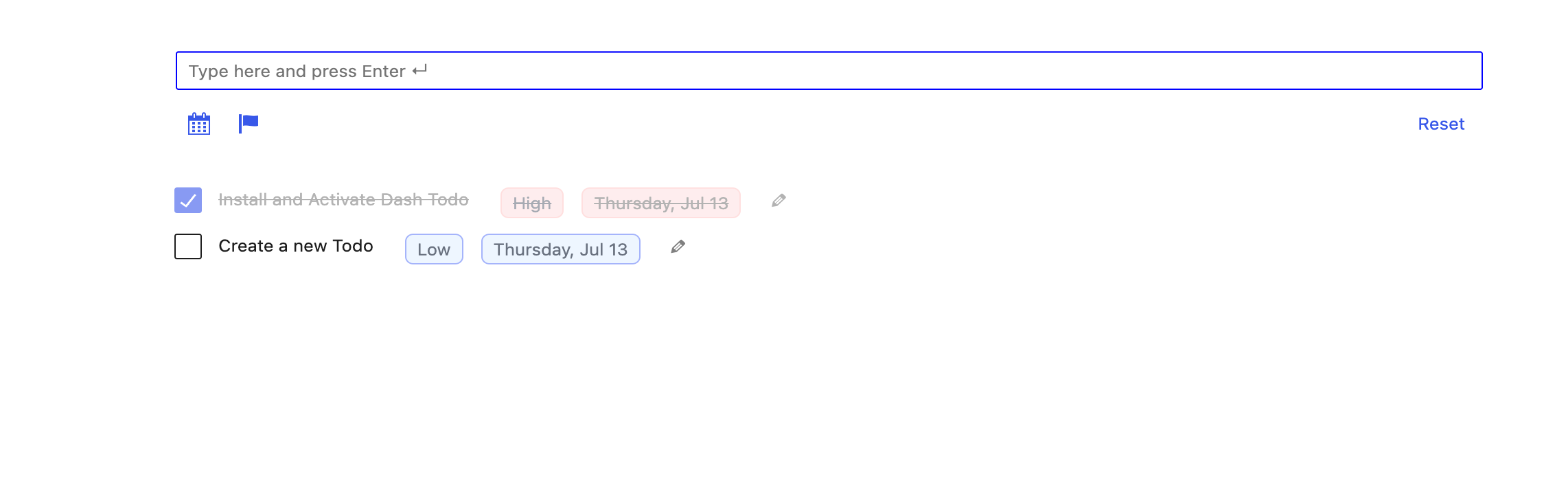 Type here and press Enter ↵
Reset
Install and Activate Dash Todo High Thursday, Jul 13
Create a new Todo Low Thursday, Jul 13